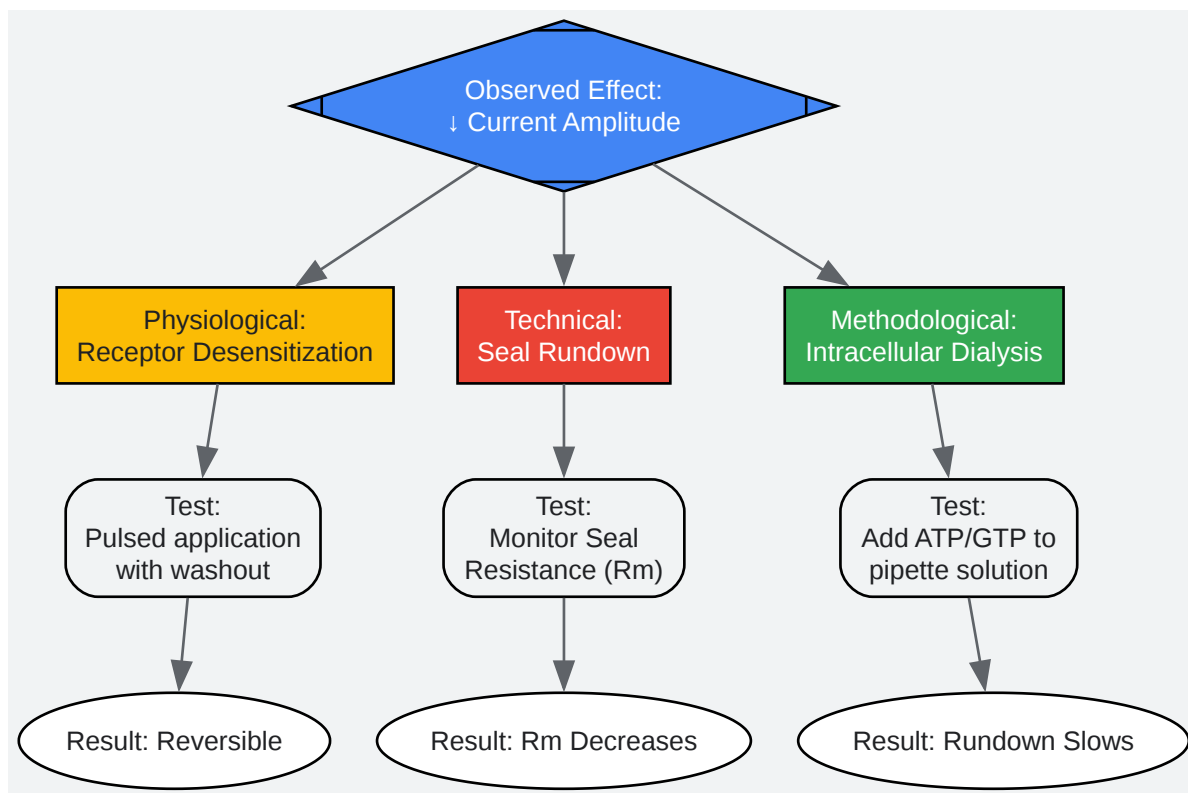 Observed Effect:
↓ Current Amplitude
Physiological:
Receptor Desensitization
Technical:
Seal Rundown
Methodological:
Intracellular Dialysis
Test:
Pulsed application
with washout
Test:
Monitor Seal
Resistance (Rm)
Test:
Add ATP/GTP to
pipette solution
Result: Reversible
Result: Rm Decreases
Result: Rundown Slows